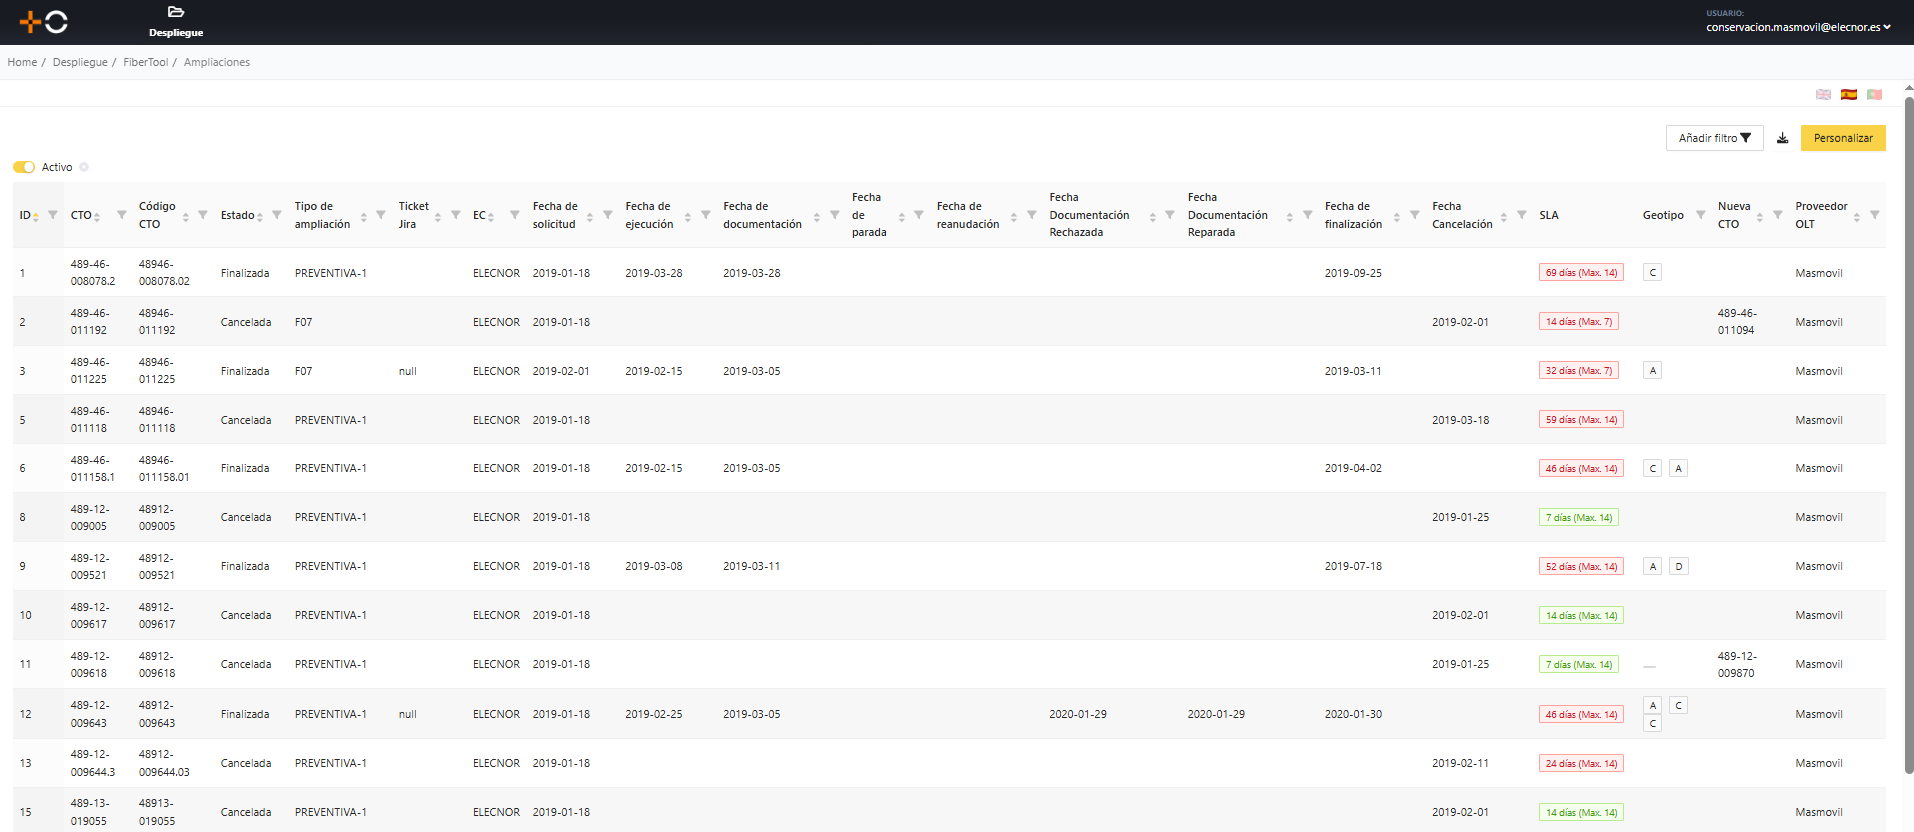 Despliegue
USUARIO:
conservacion.masmovil@elecnor.es
Home / Despliegue / FiberTool / Ampliaciones
Añadir filtro
Personalizar
Activo
ID CTO Código CTO Estado Tipo de ampliación Ticket Jira EC Fecha de solicitud Fecha de ejecución Fecha de documentación Fecha de parada Fecha de reanudación Fecha Documentación Rechazada Fecha Documentación Reparada Fecha de finalización Fecha Cancelación SLA Geotipo Nueva CTO Proveedor OLT
1 489-46-008078.2 48946-008078.02 Finalizada PREVENTIVA-1 ELECNOR 2019-01-18 2019-03-28 2019-03-28 2019-09-25 69 días (Max. 14) C Masmovil
2 489-46-011192 48946-011192 Cancelada F07 ELECNOR 2019-01-18 2019-02-01 14 días (Max. 7) 489-46-011094 Masmovil
3 489-46-011225 48946-011225 Finalizada F07 null ELECNOR 2019-02-01 2019-02-15 2019-03-05 2019-03-11 32 días (Max. 7) A Masmovil
5 489-46-011118 48946-011118 Cancelada PREVENTIVA-1 ELECNOR 2019-01-18 2019-03-18 59 días (Max. 14) Masmovil
6 489-46-011158.1 48946-011158.01 Finalizada PREVENTIVA-1 ELECNOR 2019-01-18 2019-02-15 2019-03-05 2019-04-02 46 días (Max. 14) C A Masmovil
8 489-12-009005 48912-009005 Cancelada PREVENTIVA-1 ELECNOR 2019-01-18 2019-01-25 7 días (Max. 14) Masmovil
9 489-12-009521 48912-009521 Finalizada PREVENTIVA-1 ELECNOR 2019-01-18 2019-03-08 2019-03-11 2019-07-18 52 días (Max. 14) A D Masmovil
10 489-12-009617 48912-009617 Cancelada PREVENTIVA-1 ELECNOR 2019-01-18 2019-02-01 14 días (Max. 14) Masmovil
11 489-12-009618 48912-009618 Cancelada PREVENTIVA-1 ELECNOR 2019-01-18 2019-01-25 7 días (Max. 14) 489-12-009870 Masmovil
12 489-12-009643 48912-009643 Finalizada PREVENTIVA-1 null ELECNOR 2019-01-18 2019-02-25 2019-03-05 2020-01-29 2020-01-29 2020-01-30 46 días (Max. 14) A C C Masmovil
13 489-12-009644.3 48912-009644.03 Cancelada PREVENTIVA-1 ELECNOR 2019-01-18 2019-02-11 24 días (Max. 14) Masmovil
15 489-13-019055 48913-019055 Cancelada PREVENTIVA-1 ELECNOR 2019-01-18 2019-02-01 14 días (Max. 14) Masmovil